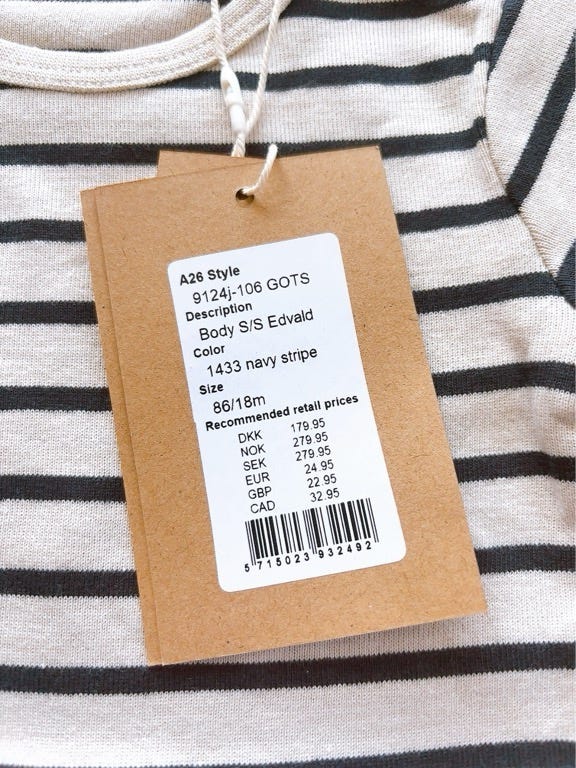 A26 Style
9124j-106 GOTS
Description
Body S/S Edvald
Color
1433 navy stripe
Size
86/18m
Recommended retail prices
DKK 179.95
NOK 279.95
SEK 279.95
EUR 24.95
GBP 22.95
CAD 32.95
5 715023 932492